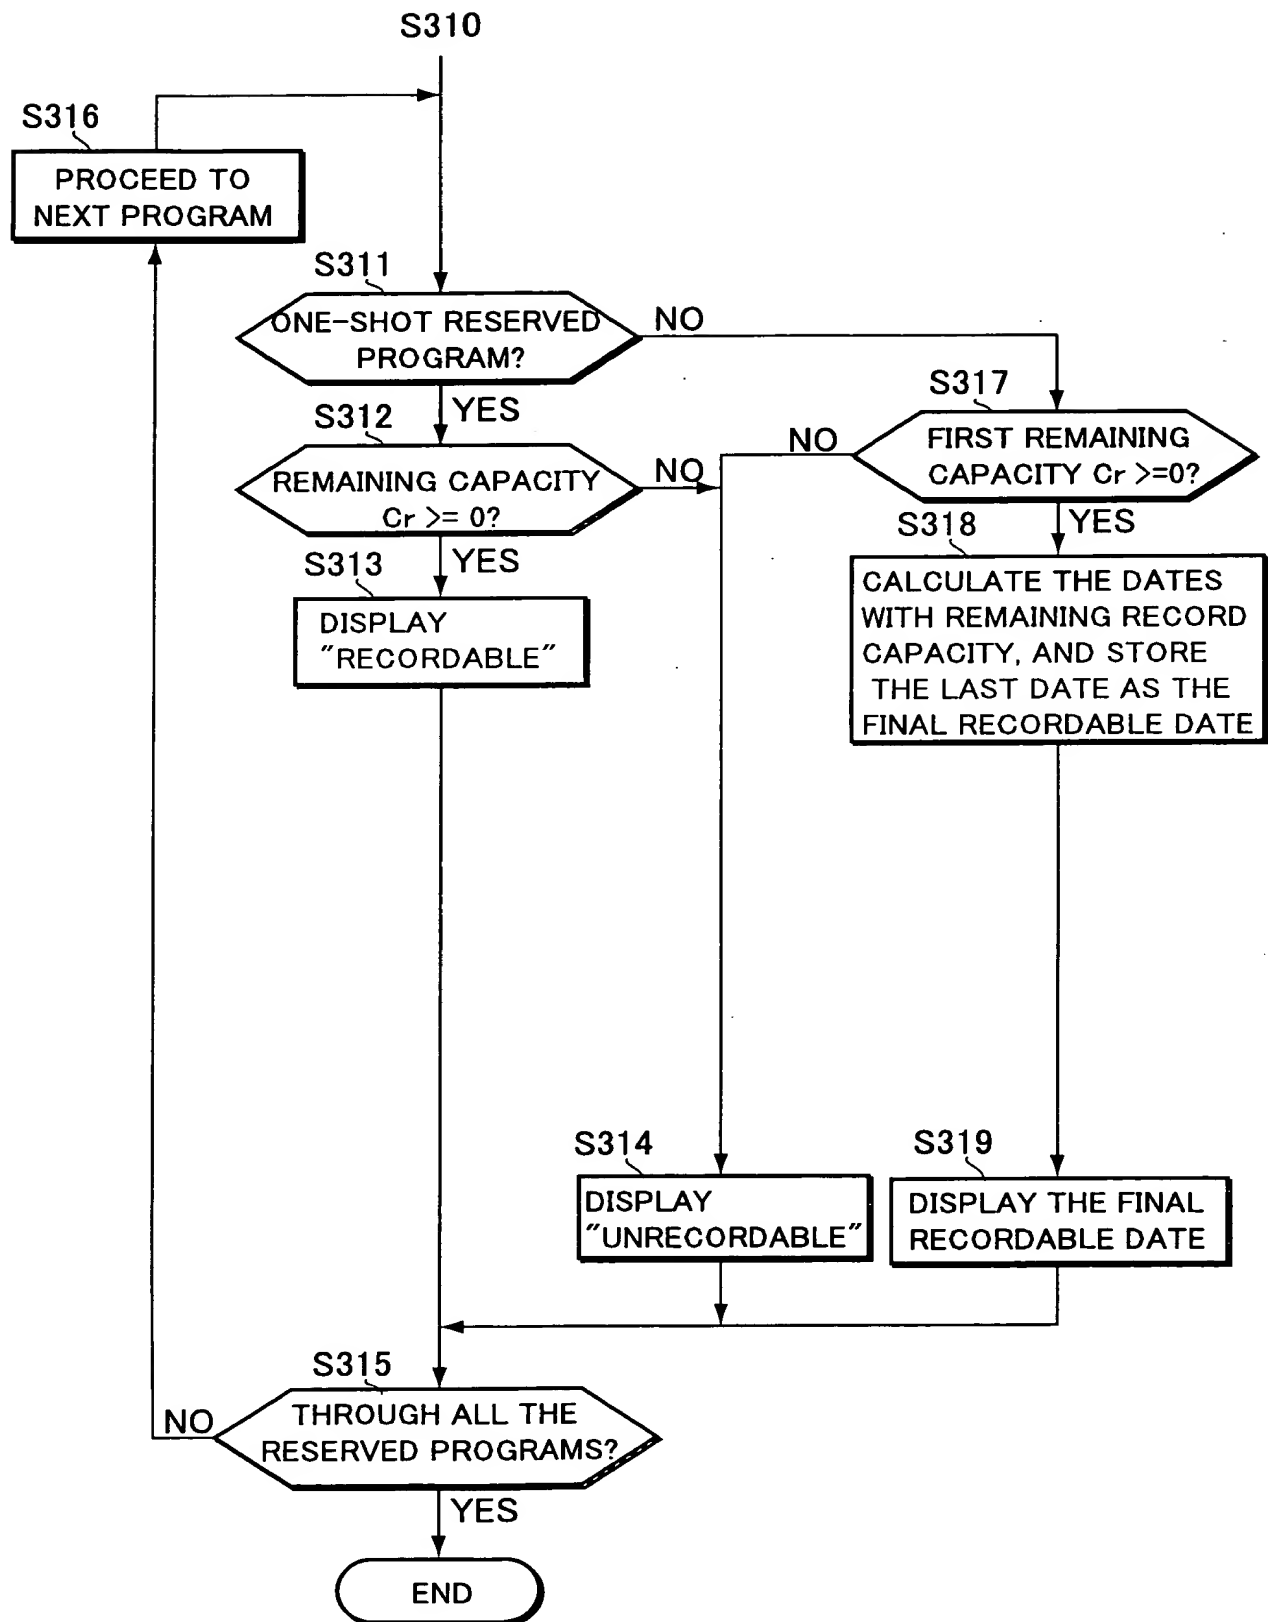 S310
S316
PROCEED TO
NEXT PROGRAM
S311
ONE-SHOT RESERVED
PROGRAM?
NO
YES
S317
FIRST REMAINING
CAPACITY Cr >=0?
NO
YES
S312
REMAINING CAPACITY
Cr >= 0?
NO
YES
S313
DISPLAY
"RECORDABLE"
S318
CALCULATE THE DATES
WITH REMAINING RECORD
CAPACITY, AND STORE
THE LAST DATE AS THE
FINAL RECORDABLE DATE
S314
DISPLAY
"UNRECORDABLE"
S319
DISPLAY THE FINAL
RECORDABLE DATE
S315
THROUGH ALL THE
RESERVED PROGRAMS?
NO
YES
END